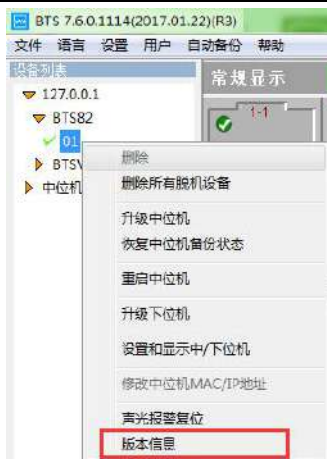 BTS 7.6.0.1114(2017.01.22)(R3)
文件 语言 设置 用户 自动备份 帮助
设备列表
常规显示
127.0.0.1
BTS82
1-1
01
BTSV
中位机
删除
删除所有脱机设备
升级中位机
恢复中位机备份状态
重启中位机
升级下位机
设置和显示中/下位机
修改中位机MAC/IP地址
声光报警复位
版本信息